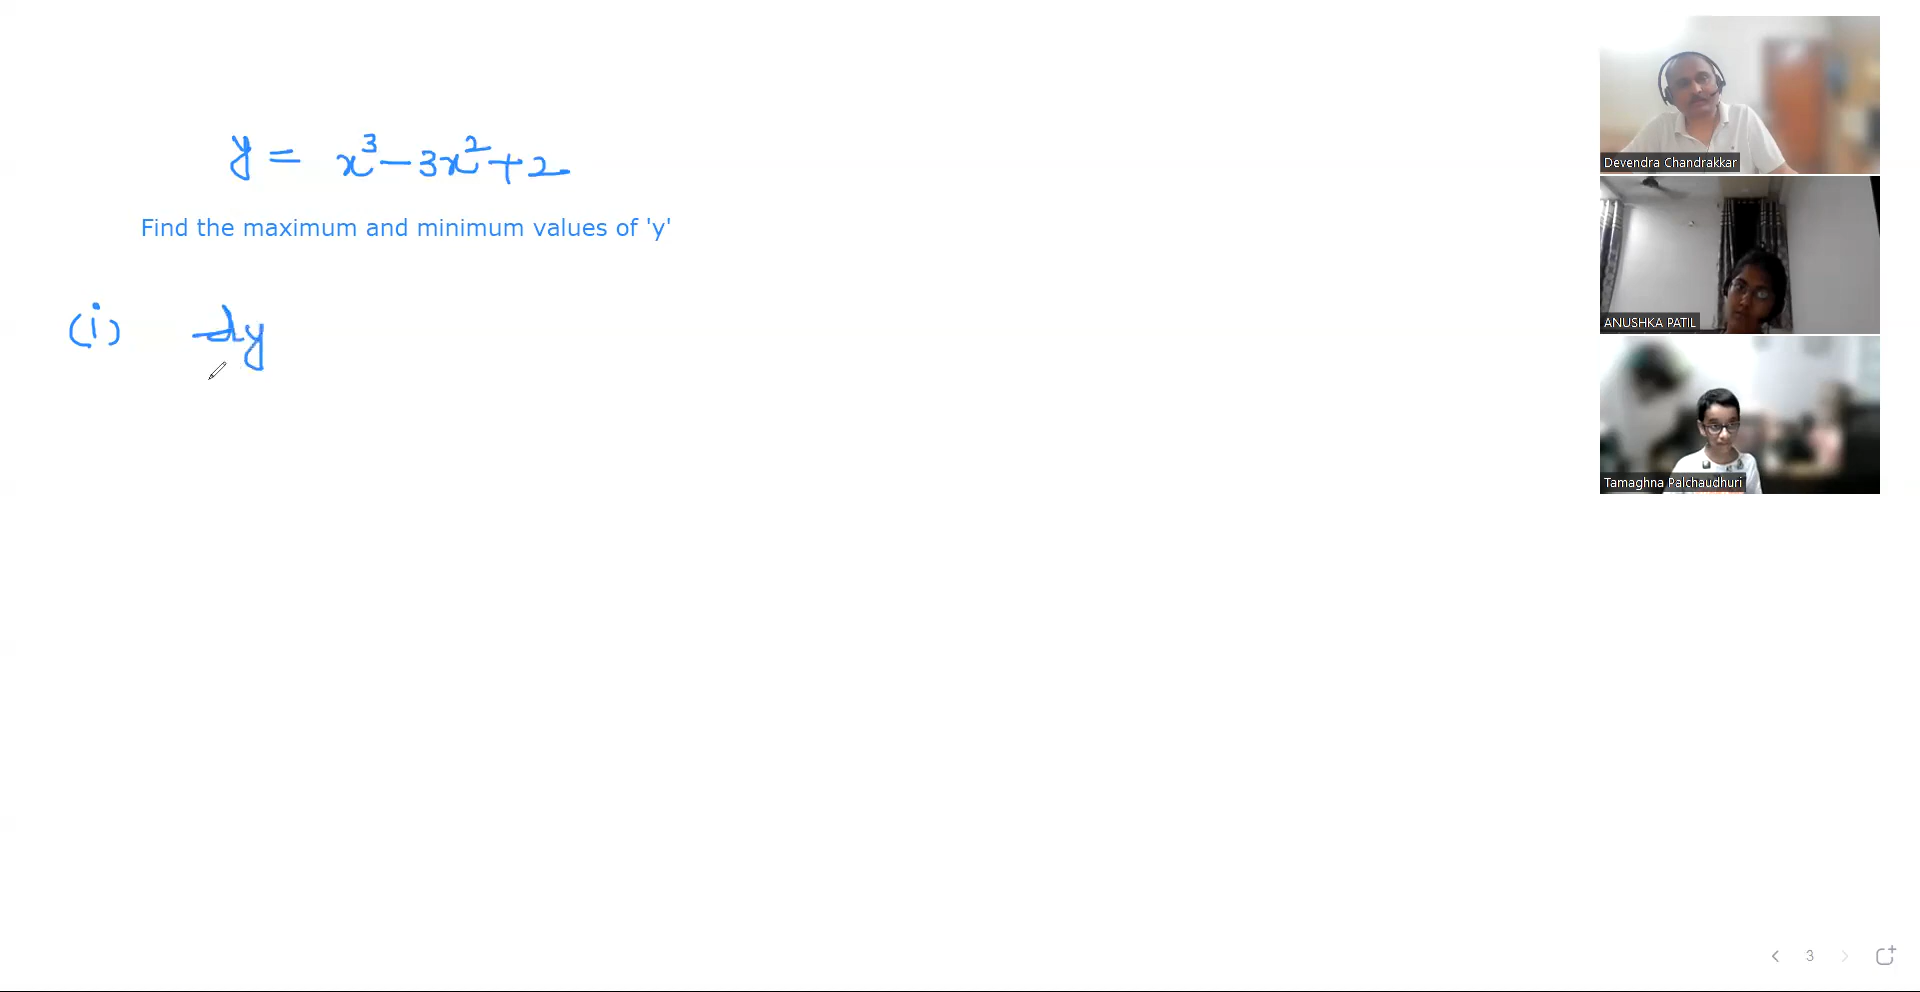 y = x³ - 3x² + 2
Find the maximum and minimum values of 'y'
(i) dy
Devendra Chandrakkar
ANUSHKA PATIL
Tamaghna Palchaudhuri
3